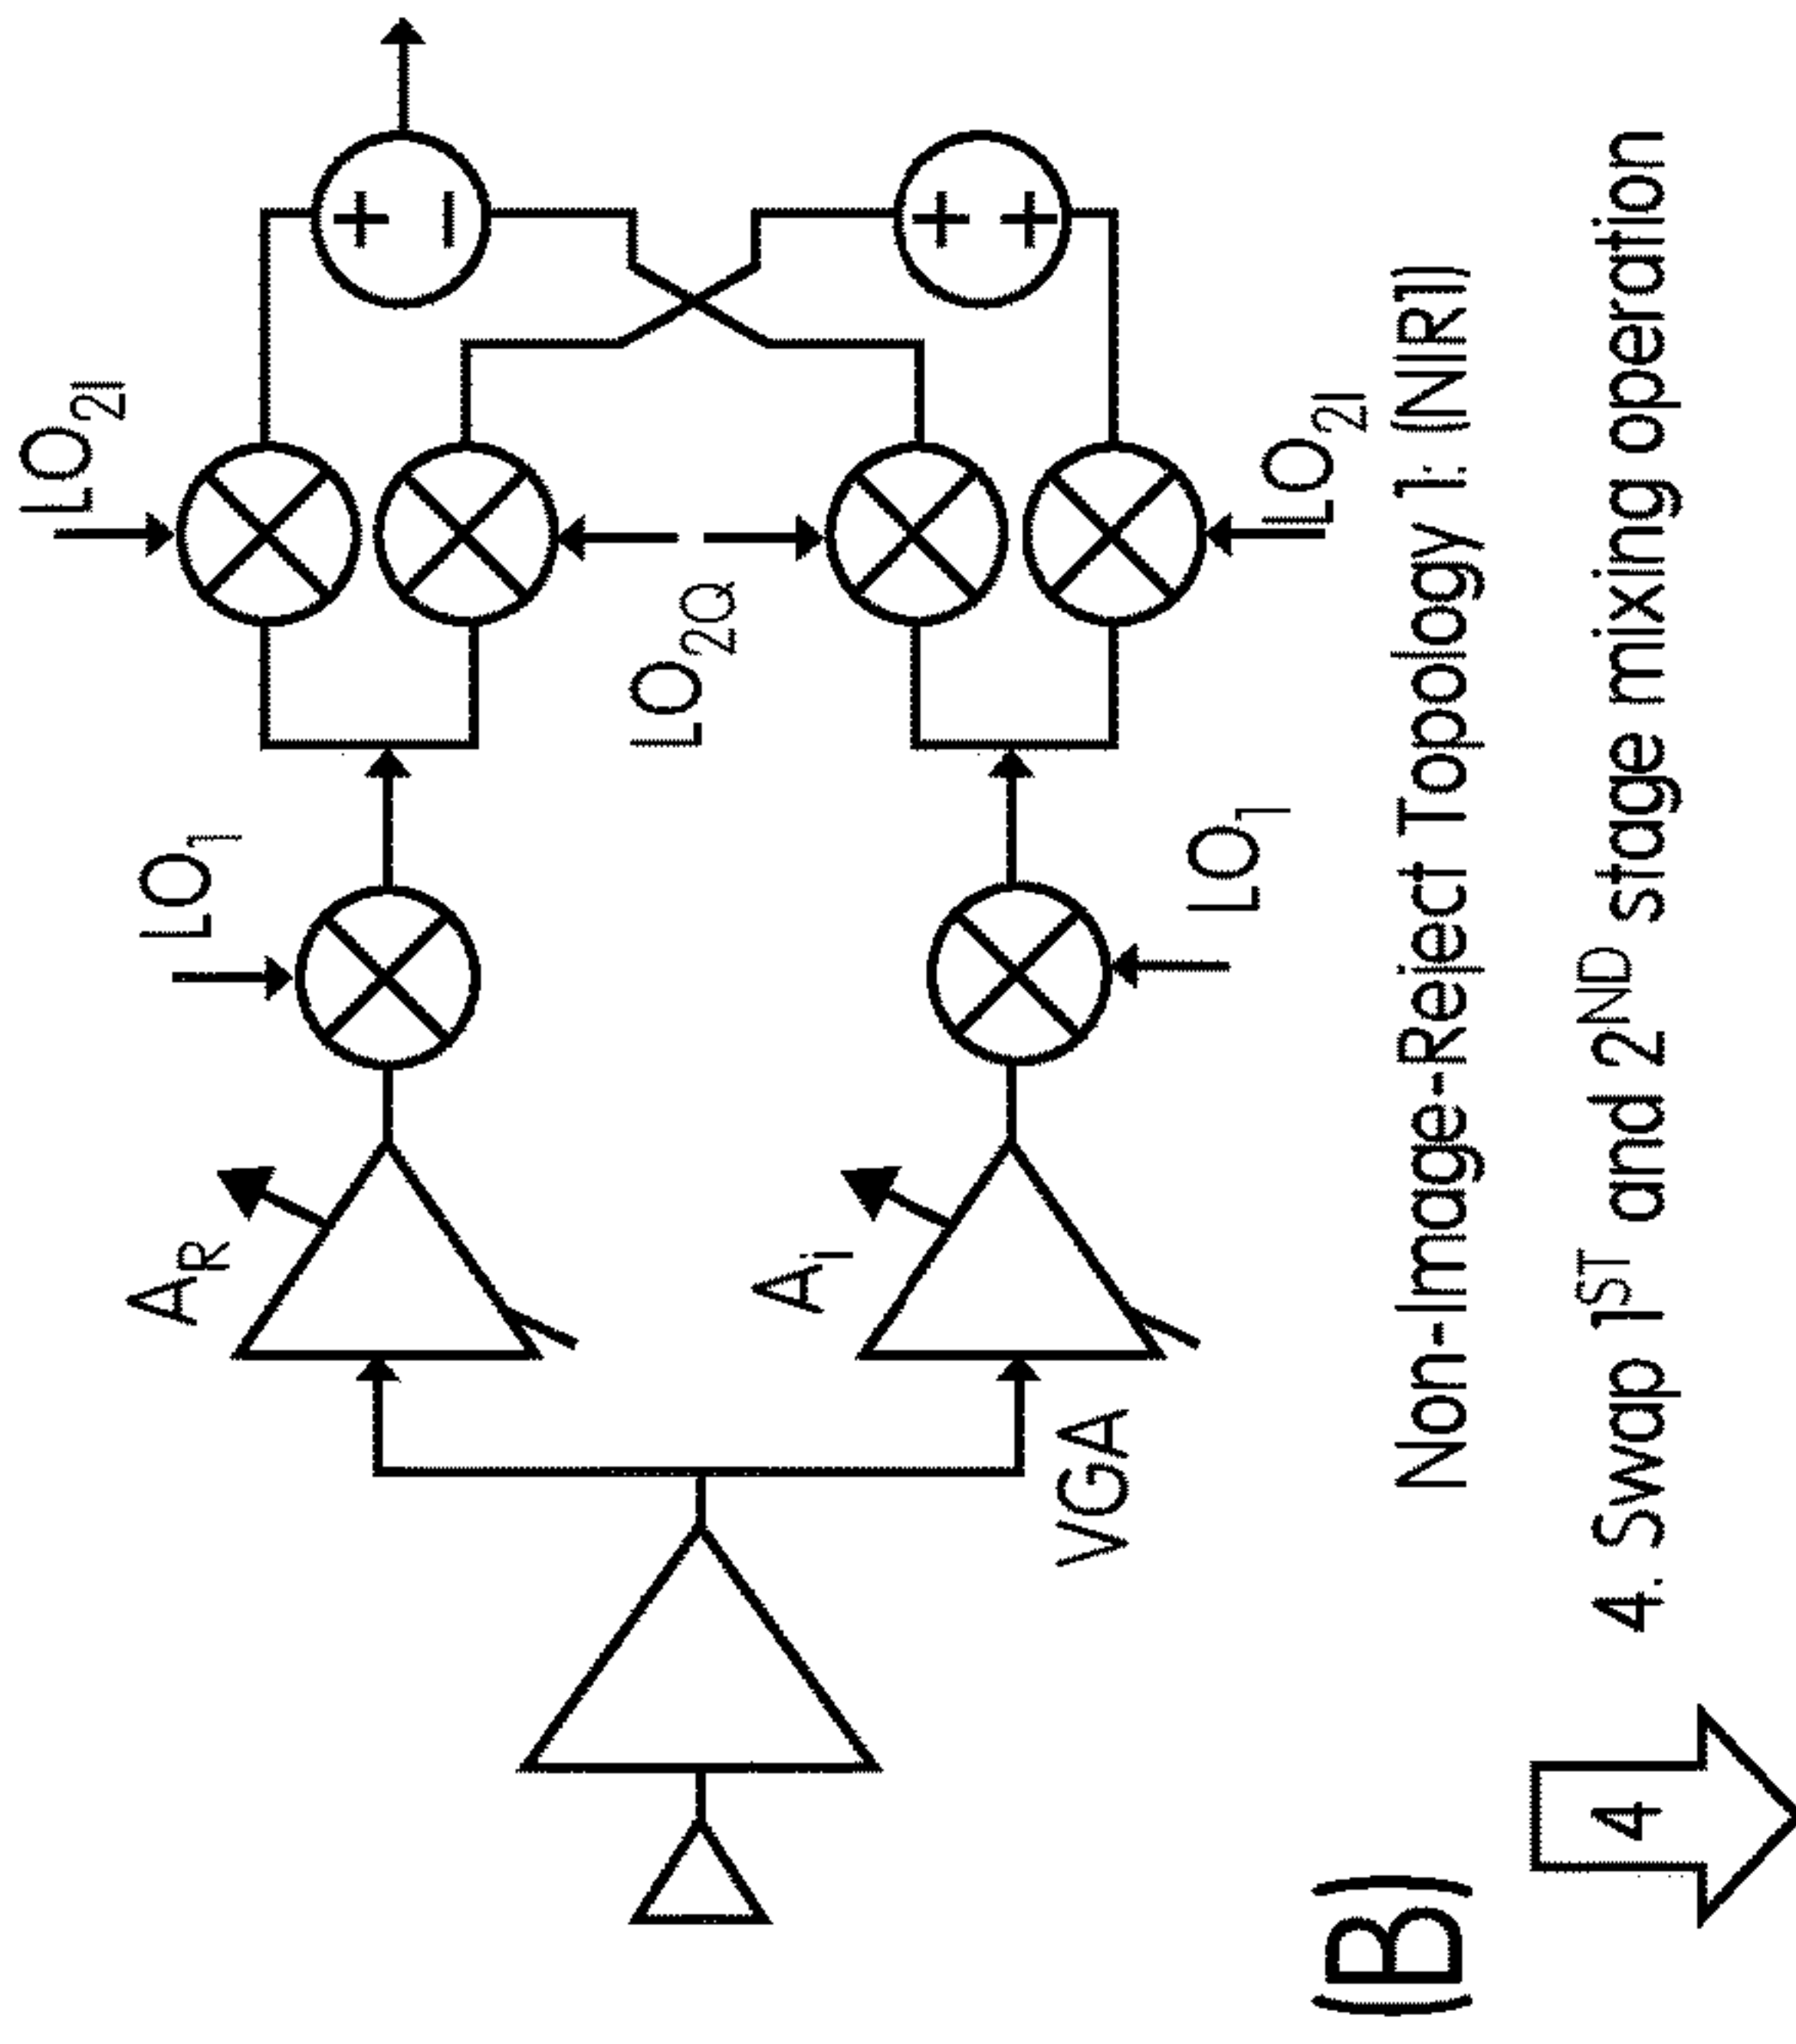 LO2I
LO1
AR
+
−
LO2Q
Ai
+
+
LO1
LO2I
VGA
(B)
Non-Image-Reject Topology 1: (NIR1)
4
4. Swap 1ST and 2ND stage mixing operation